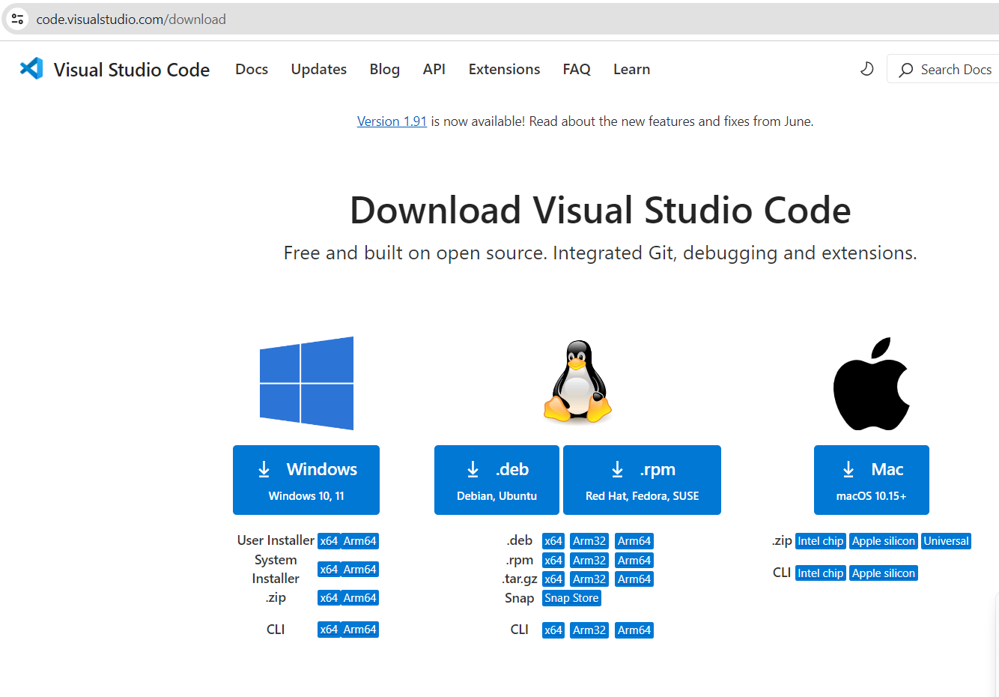 code.visualstudio.com/download
Visual Studio Code Docs Updates Blog API Extensions FAQ Learn Search Docs
Version 1.91 is now available! Read about the new features and fixes from June.
Download Visual Studio Code
Free and built on open source. Integrated Git, debugging and extensions.
Windows
Windows 10, 11
User Installer x64 Arm64
System
Installer x64 Arm64
.zip x64 Arm64
CLI x64 Arm64
.deb
Debian, Ubuntu
.rpm
Red Hat, Fedora, SUSE
.deb x64 Arm32 Arm64
.rpm x64 Arm32 Arm64
.tar.gz x64 Arm32 Arm64
Snap Snap Store
CLI x64 Arm32 Arm64
Mac
macOS 10.15+
.zip Intel chip Apple silicon Universal
CLI Intel chip Apple silicon